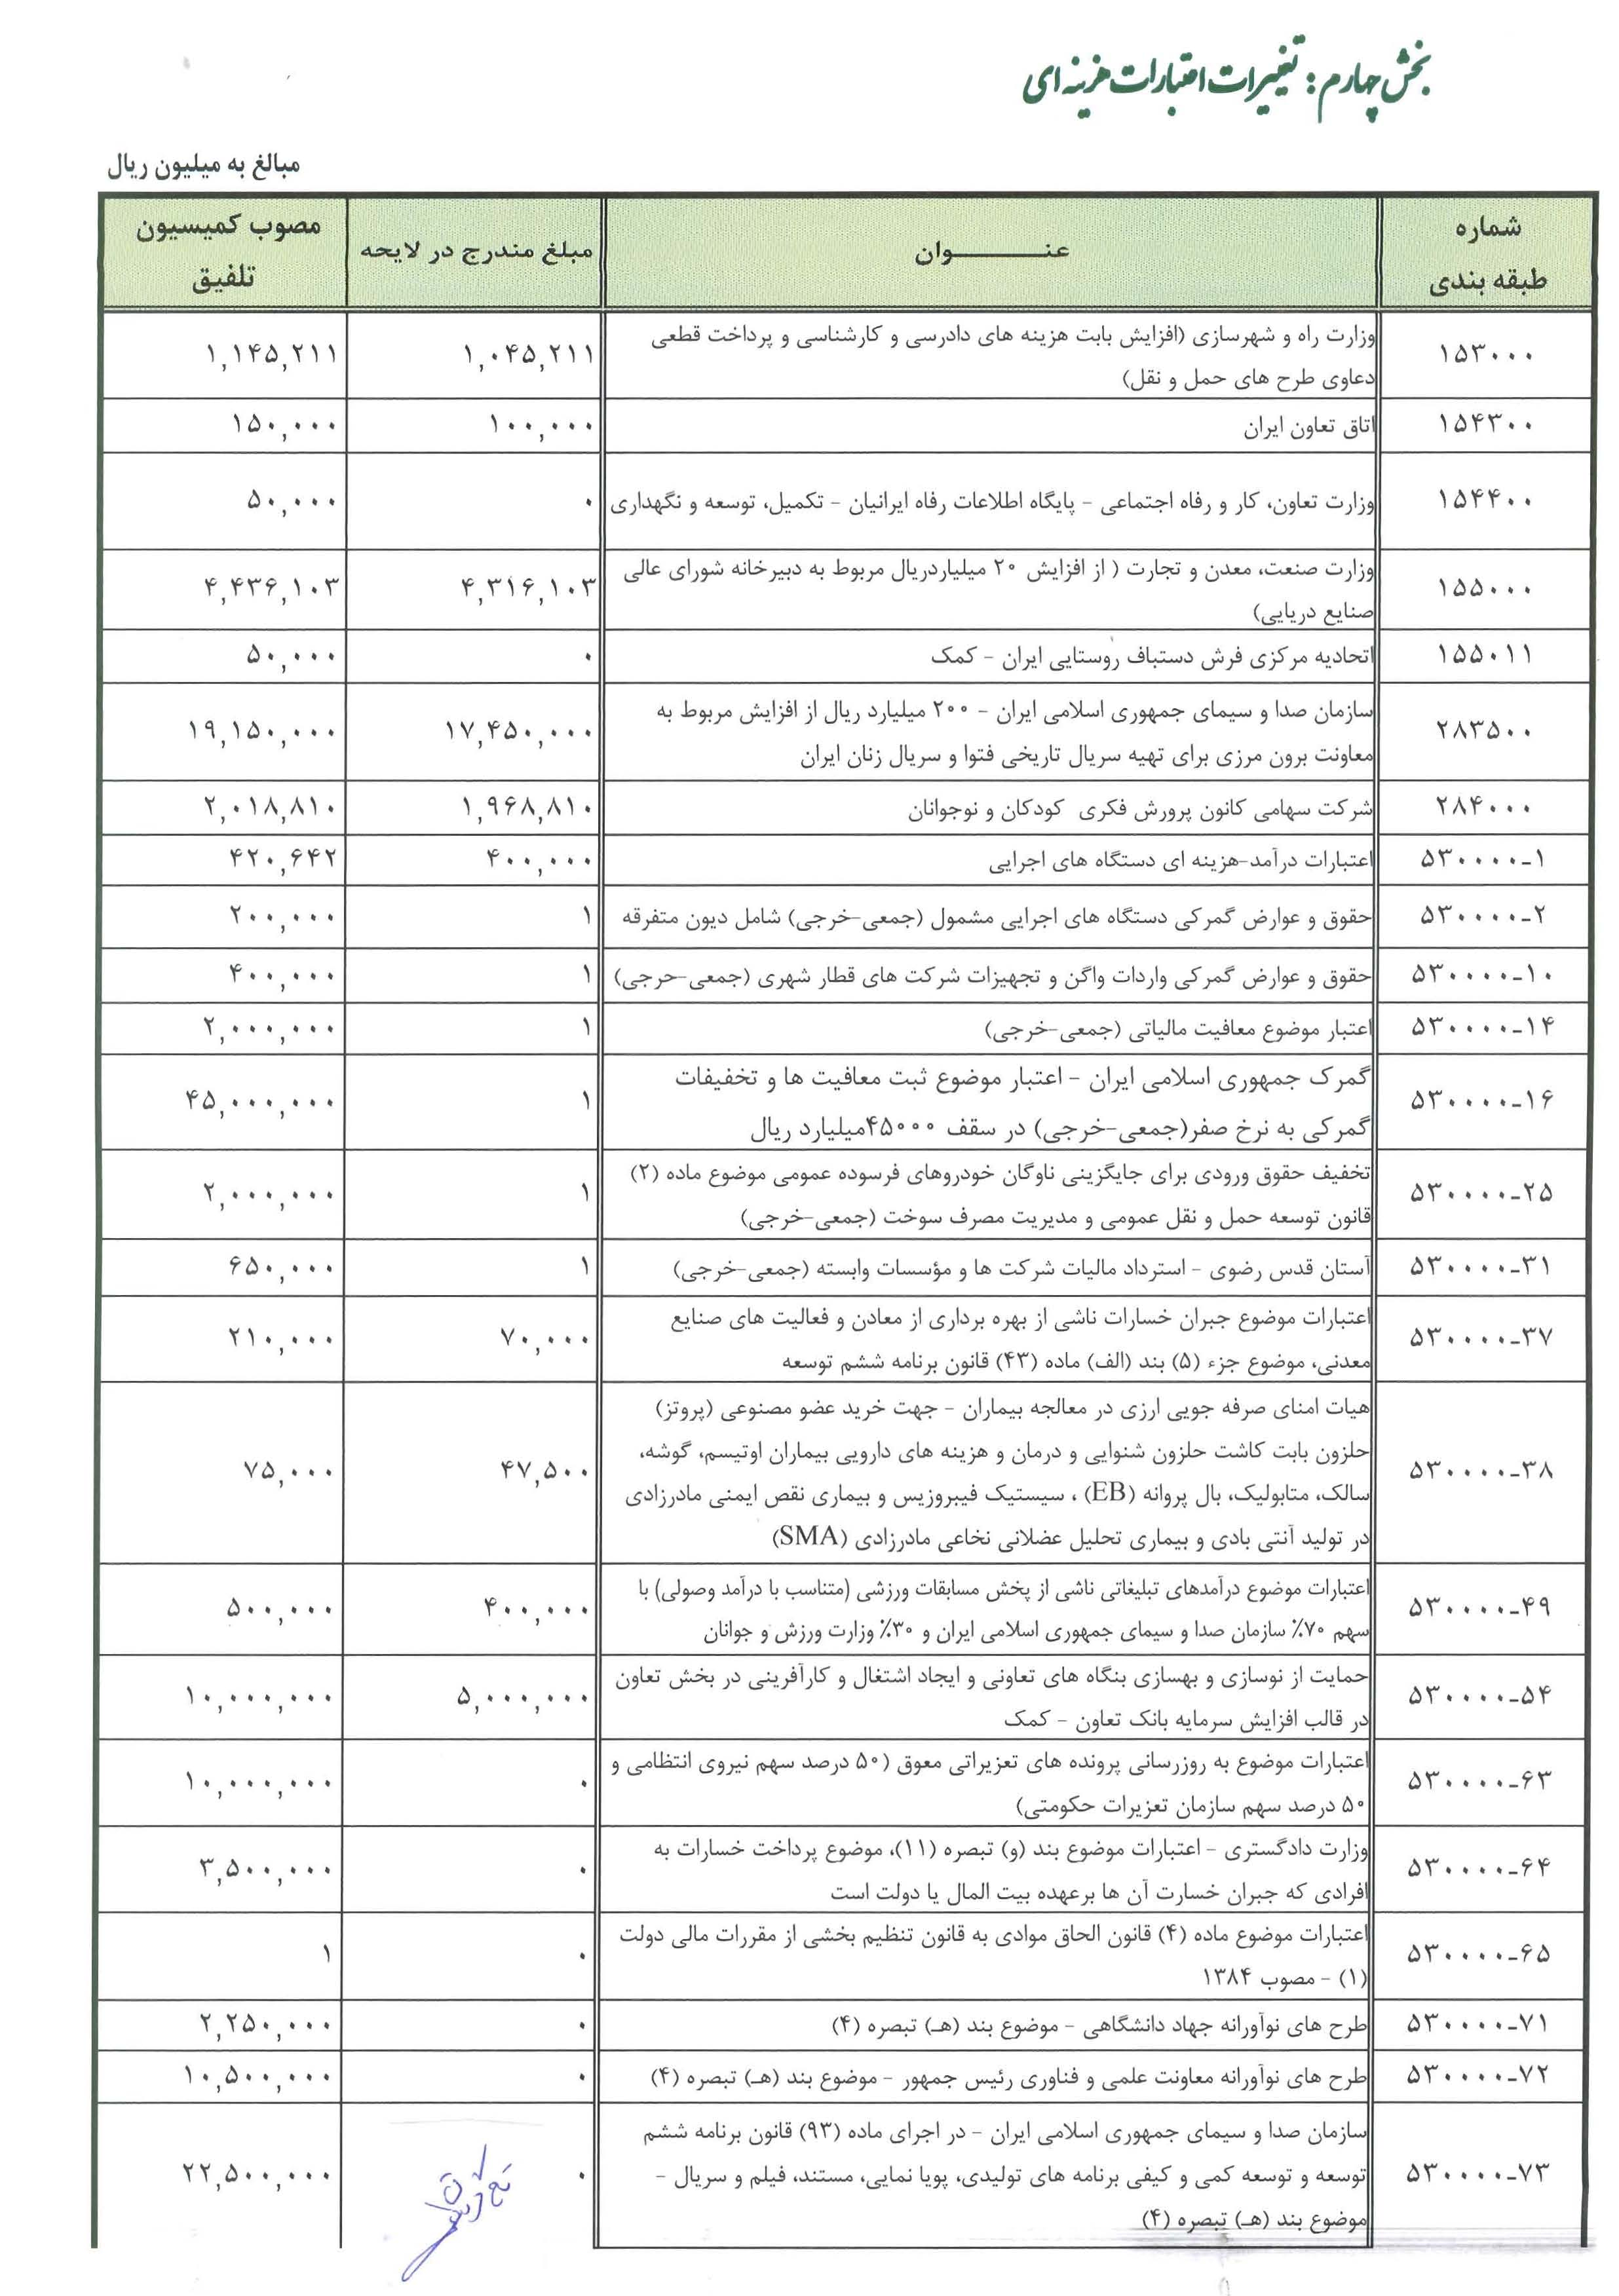 بخش چهارم: تغییرات اعتبارات هزینه ای
مبالغ به میلیون ریال
شماره طبقه بندی | عنـــــوان | مبلغ مندرج در لایحه | مصوب کمیسیون تلفیق
۱۵۳۰۰۰ | وزارت راه و شهرسازی (افزایش بابت هزینه های دادرسی و کارشناسی و پرداخت قطعی | ۱,۰۴۵,۲۱۱ | ۱,۱۴۵,۲۱۱
دعاوی طرح های حمل و نقل)
۱۵۴۳۰۰ | اتاق تعاون ایران | ۱۰۰,۰۰۰ | ۱۵۰,۰۰۰
۱۵۴۴۰۰ | وزارت تعاون، کار و رفاه اجتماعی - پایگاه اطلاعات رفاه ایرانیان - تکمیل، توسعه و نگهداری | ۰ | ۵۰,۰۰۰
۱۵۵۰۰۰ | وزارت صنعت، معدن و تجارت ( از افزایش ۲۰ میلیاردریال مربوط به دبیرخانه شورای عالی | ۴,۳۱۶,۱۰۳ | ۴,۴۳۶,۱۰۳
صنایع دریایی)
۱۵۵۰۱۱ | اتحادیه مرکزی فرش دستباف روستایی ایران - کمک | ۰ | ۵۰,۰۰۰
۲۸۳۵۰۰ | سازمان صدا و سیمای جمهوری اسلامی ایران - ۲۰۰ میلیارد ریال از افزایش مربوط به | ۱۷,۴۵۰,۰۰۰ | ۱۹,۱۵۰,۰۰۰
معاونت برون مرزی برای تهیه سریال تاریخی فتوا و سریال زنان ایران
۲۸۴۰۰۰ | شرکت سهامی کانون پرورش فکری کودکان و نوجوانان | ۱,۹۶۸,۸۱۰ | ۲,۰۱۸,۸۱۰
۵۳۰۰۰۰-۱ | اعتبارات درآمد-هزینه ای دستگاه های اجرایی | ۴۰۰,۰۰۰ | ۴۲۰,۶۴۲
۵۳۰۰۰۰-۲ | حقوق و عوارض گمرکی دستگاه های اجرایی مشمول (جمعی-خرجی) شامل دیون متفرقه | ۱ | ۲۰۰,۰۰۰
۵۳۰۰۰۰-۱۰ | حقوق و عوارض گمرکی واردات واگن و تجهیزات شرکت های قطار شهری (جمعی-حرجی) | ۱ | ۴۰۰,۰۰۰
۵۳۰۰۰۰-۱۴ | اعتبار موضوع معافیت مالیاتی (جمعی-خرجی) | ۱ | ۲,۰۰۰,۰۰۰
۵۳۰۰۰۰-۱۶ | گمرک جمهوری اسلامی ایران - اعتبار موضوع ثبت معافیت ها و تخفیفات | ۱ | ۴۵,۰۰۰,۰۰۰
گمرکی به نرخ صفر(جمعی-خرجی) در سقف ۴۵۰۰۰میلیارد ریال
۵۳۰۰۰۰-۲۵ | تخفیف حقوق ورودی برای جایگزینی ناوگان خودروهای فرسوده عمومی موضوع ماده (۲) | ۱ | ۲,۰۰۰,۰۰۰
قانون توسعه حمل و نقل عمومی و مدیریت مصرف سوخت (جمعی-خرجی)
۵۳۰۰۰۰-۳۱ | آستان قدس رضوی - استرداد مالیات شرکت ها و مؤسسات وابسته (جمعی-خرجی) | ۱ | ۶۵۰,۰۰۰
۵۳۰۰۰۰-۳۷ | اعتبارات موضوع جبران خسارات ناشی از بهره برداری از معادن و فعالیت های صنایع | ۷۰,۰۰۰ | ۲۱۰,۰۰۰
معدنی، موضوع جزء (۵) بند (الف) ماده (۴۳) قانون برنامه ششم توسعه
۵۳۰۰۰۰-۳۸ | هیات امنای صرفه جویی ارزی در معالجه بیماران - جهت خرید عضو مصنوعی (پروتز) | ۴۷,۵۰۰ | ۷۵,۰۰۰
حلزون بابت کاشت حلزون شنوایی و درمان و هزینه های دارویی بیماران اوتیسم، گوشه،
سالک، متابولیک، بال پروانه (EB) ، سیستیک فیبروزیس و بیماری نقص ایمنی مادرزادی
در تولید آنتی بادی و بیماری تحلیل عضلانی نخاعی مادرزادی (SMA)
۵۳۰۰۰۰-۴۹ | اعتبارات موضوع درآمدهای تبلیغاتی ناشی از پخش مسابقات ورزشی (متناسب با درآمد وصولی) با | ۴۰۰,۰۰۰ | ۵۰۰,۰۰۰
سهم ۷۰٪ سازمان صدا و سیمای جمهوری اسلامی ایران و ۳۰٪ وزارت ورزش و جوانان
۵۳۰۰۰۰-۵۴ | حمایت از نوسازی و بهسازی بنگاه های تعاونی و ایجاد اشتغال و کارآفرینی در بخش تعاون | ۵,۰۰۰,۰۰۰ | ۱۰,۰۰۰,۰۰۰
در قالب افزایش سرمایه بانک تعاون - کمک
۵۳۰۰۰۰-۶۳ | اعتبارات موضوع به روزرسانی پرونده های تعزیراتی معوق (۵۰ درصد سهم نیروی انتظامی و | ۰ | ۱۰,۰۰۰,۰۰۰
۵۰ درصد سهم سازمان تعزیرات حکومتی)
۵۳۰۰۰۰-۶۴ | وزارت دادگستری - اعتبارات موضوع بند (و) تبصره (۱۱)، موضوع پرداخت خسارات به | ۰ | ۳,۵۰۰,۰۰۰
افرادی که جبران خسارت آن ها برعهده بیت المال یا دولت است
۵۳۰۰۰۰-۶۵ | اعتبارات موضوع ماده (۴) قانون الحاق موادی به قانون تنظیم بخشی از مقررات مالی دولت | ۰ | ۱
(۱) - مصوب ۱۳۸۴
۵۳۰۰۰۰-۷۱ | طرح های نوآورانه جهاد دانشگاهی - موضوع بند (هـ) تبصره (۴) | ۰ | ۲,۲۵۰,۰۰۰
۵۳۰۰۰۰-۷۲ | طرح های نوآورانه معاونت علمی و فناوری رئیس جمهور - موضوع بند (هـ) تبصره (۴) | ۰ | ۱۰,۵۰۰,۰۰۰
۵۳۰۰۰۰-۷۳ | سازمان صدا و سیمای جمهوری اسلامی ایران - در اجرای ماده (۹۳) قانون برنامه ششم | ۰ | ۲۲,۵۰۰,۰۰۰
توسعه و توسعه کمی و کیفی برنامه های تولیدی، پویا نمایی، مستند، فیلم و سریال -
موضوع بند (هـ) تبصره (۴)